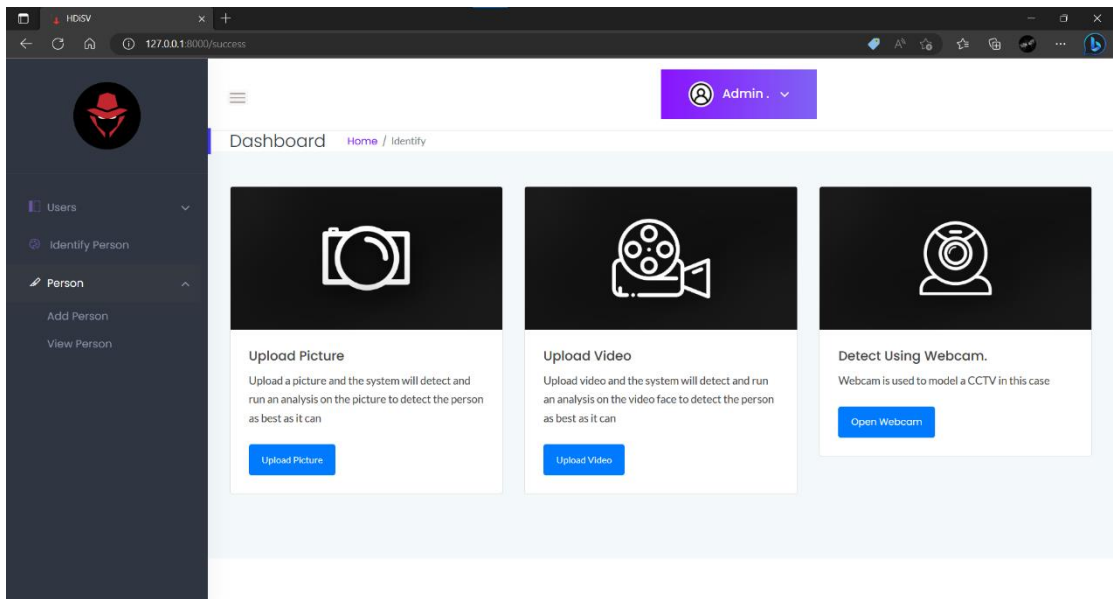 HDiSV
127.0.0.1:8000/success
Admin .
Dashboard Home / Identify
Users
Identify Person
Person
Add Person
View Person
Upload Picture
Upload a picture and the system will detect and
run an analysis on the picture to detect the person
as best as it can
Upload Picture
Upload Video
Upload video and the system will detect and run
an analysis on the video face to detect the person
as best as it can
Upload Video
Detect Using Webcam.
Webcam is used to model a CCTV in this case
Open Webcam